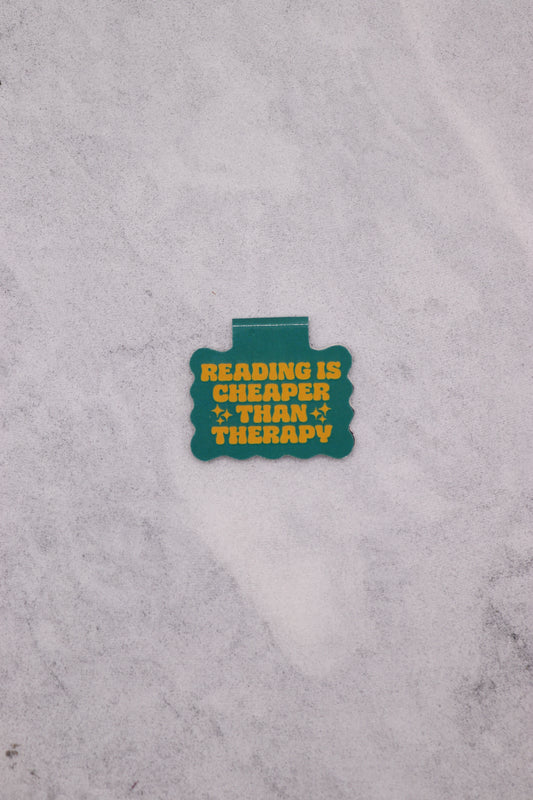 READING IS
CHEAPER
THAN
THERAPY